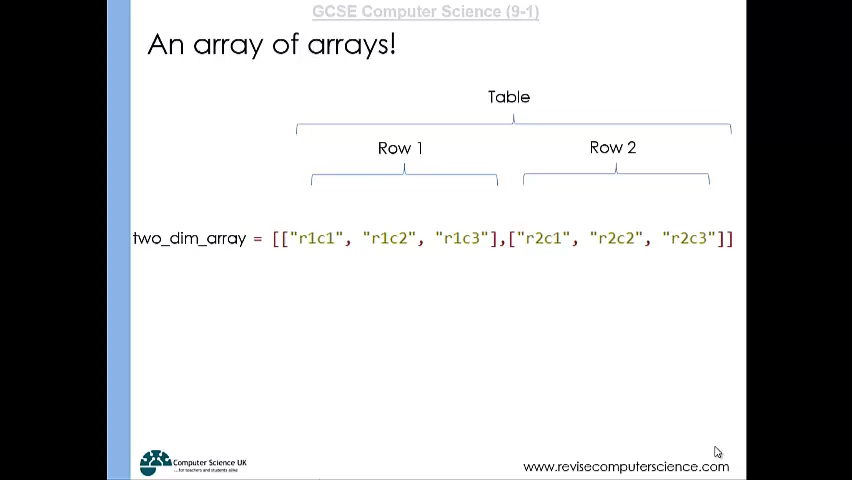 GCSE Computer Science (9-1)
An array of arrays!
Table
Row 1 Row 2
two_dim_array = [["r1c1", "r1c2", "r1c3"],["r2c1", "r2c2", "r2c3"]]
Computer Science UK
...for teachers and students alike
www.revisecomputerscience.com